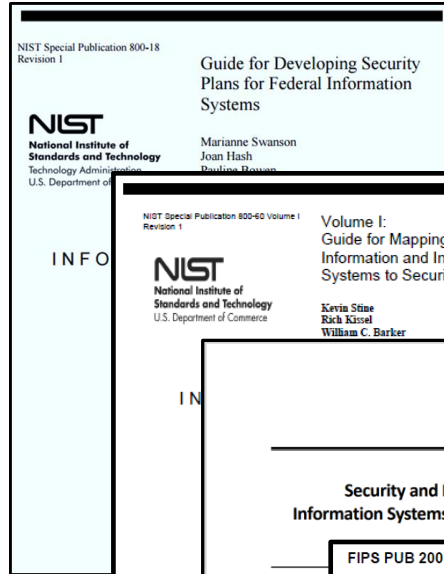 NIST Special Publication 800-18
Revision 1
Guide for Developing Security
Plans for Federal Information
Systems
NIST
National Institute of
Standards and Technology
Technology Administration
U.S. Department of
Marianne Swanson
Joan Hash
Pauline Bowen
INFO
NIST Special Publication 800-60 Volume I
Revision 1
Volume I:
Guide for Mapping
Information and In
Systems to Securi
NIST
National Institute of
Standards and Technology
U.S. Department of Commerce
Kevin Stine
Rich Kissel
William C. Barker
IN
Security and
Information Systems
FIPS PUB 200